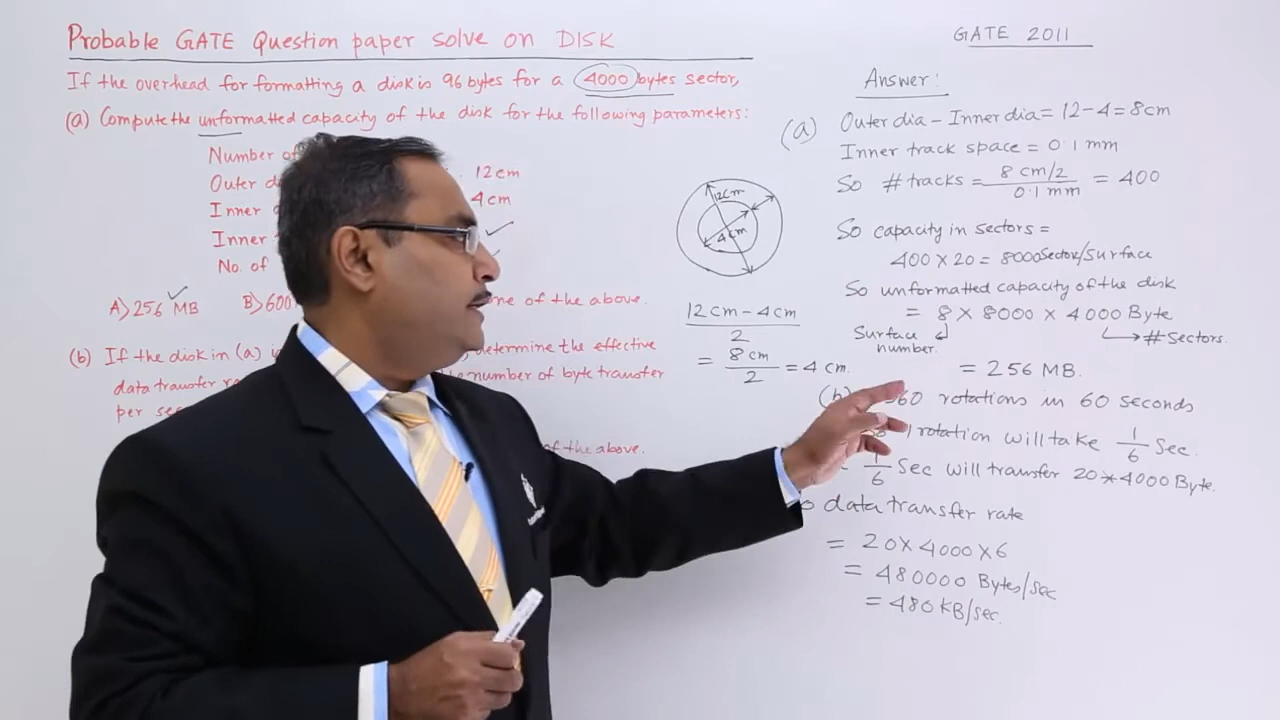 Probable GATE Question paper solve on DISK
If the overhead for formatting a disk is 96 bytes for a 4000 bytes sector,
(a) Compute the unformatted capacity of the disk for the following parameters:
Number of
Outer d 12cm
Inner 4cm
Inner
No. of
A) 256 MB B) 600 ne of the above.
(b) If the disk in (a) i determine the effective
data transfer ra the number of byte transfer
per se
of the above.
12cm
4cm
12cm - 4cm
2
= 8cm
2
= 4 cm.
GATE 2011
Answer:
(a) Outer dia - Inner dia = 12-4 = 8cm
Inner track space = 0.1 mm
So # tracks = 8 cm/2
0.1 mm
= 400
So capacity in sectors =
400 X 20 = 8000 Sector/Surface
So unformatted capacity of the disk
= 8 X 8000 X 4000 Byte
Surface
number.
# Sectors.
= 256 MB.
(b) 360 rotations in 60 seconds
So 1 rotation will take 1/6 Sec.
1/6 Sec will transfer 20*4000 Byte.
o data transfer rate
= 20 X 4000 X 6
= 480000 Bytes/sec
= 480 KB/sec.